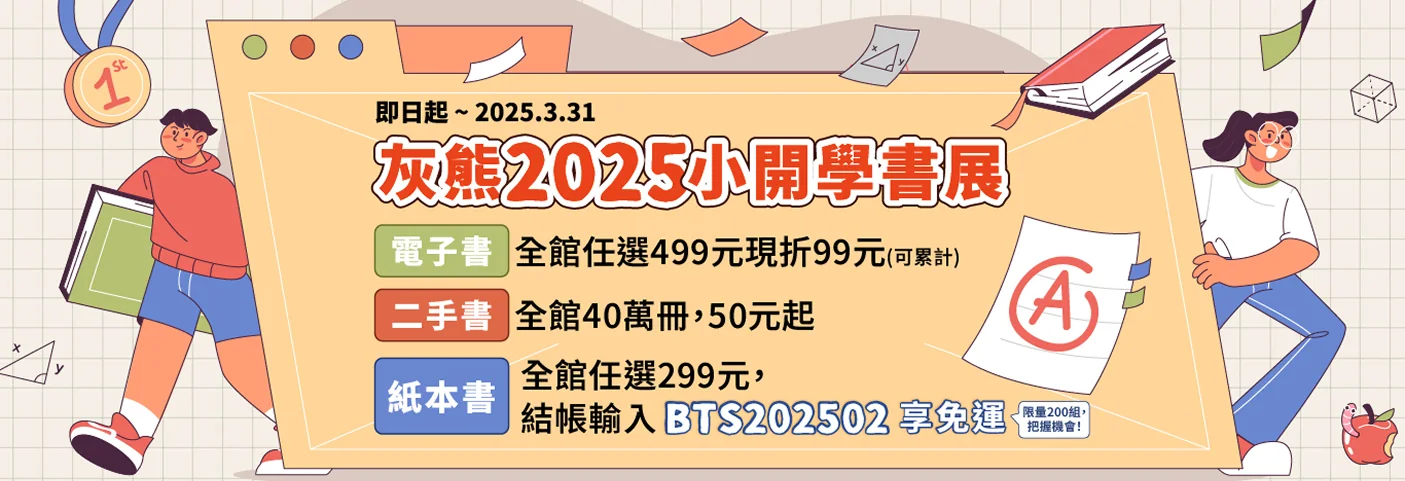 1st
即日起 ~ 2025.3.31
灰熊2025小開學書展
電子書 全館任選499元現折99元(可累計)
二手書 全館40萬冊,50元起
紙本書 全館任選299元,
結帳輸入 BTS202502 享免運 限量200組,
把握機會!
A
x
y
x
y